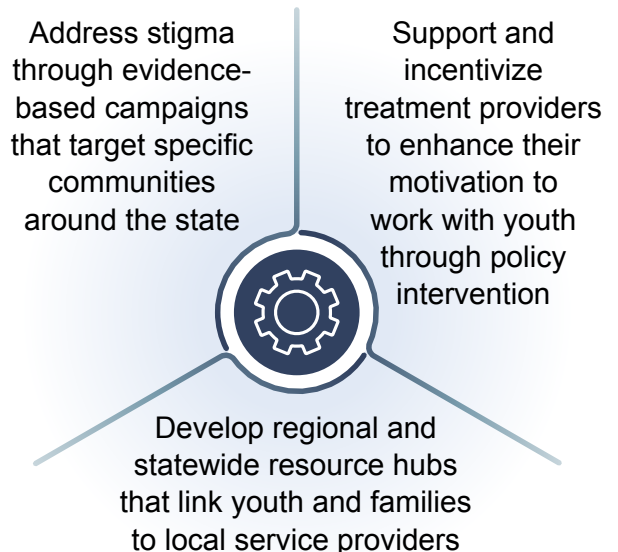 Address stigma
through evidence-
based campaigns
that target specific
communities
around the state
Support and
incentivize
treatment providers
to enhance their
motivation to
work with youth
through policy
intervention
Develop regional and
statewide resource hubs
that link youth and families
to local service providers